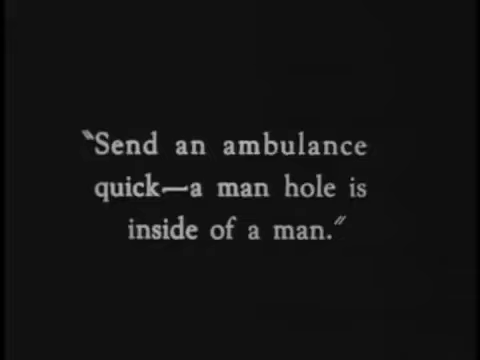 "Send an ambulance
quick—a man hole is
inside of a man."